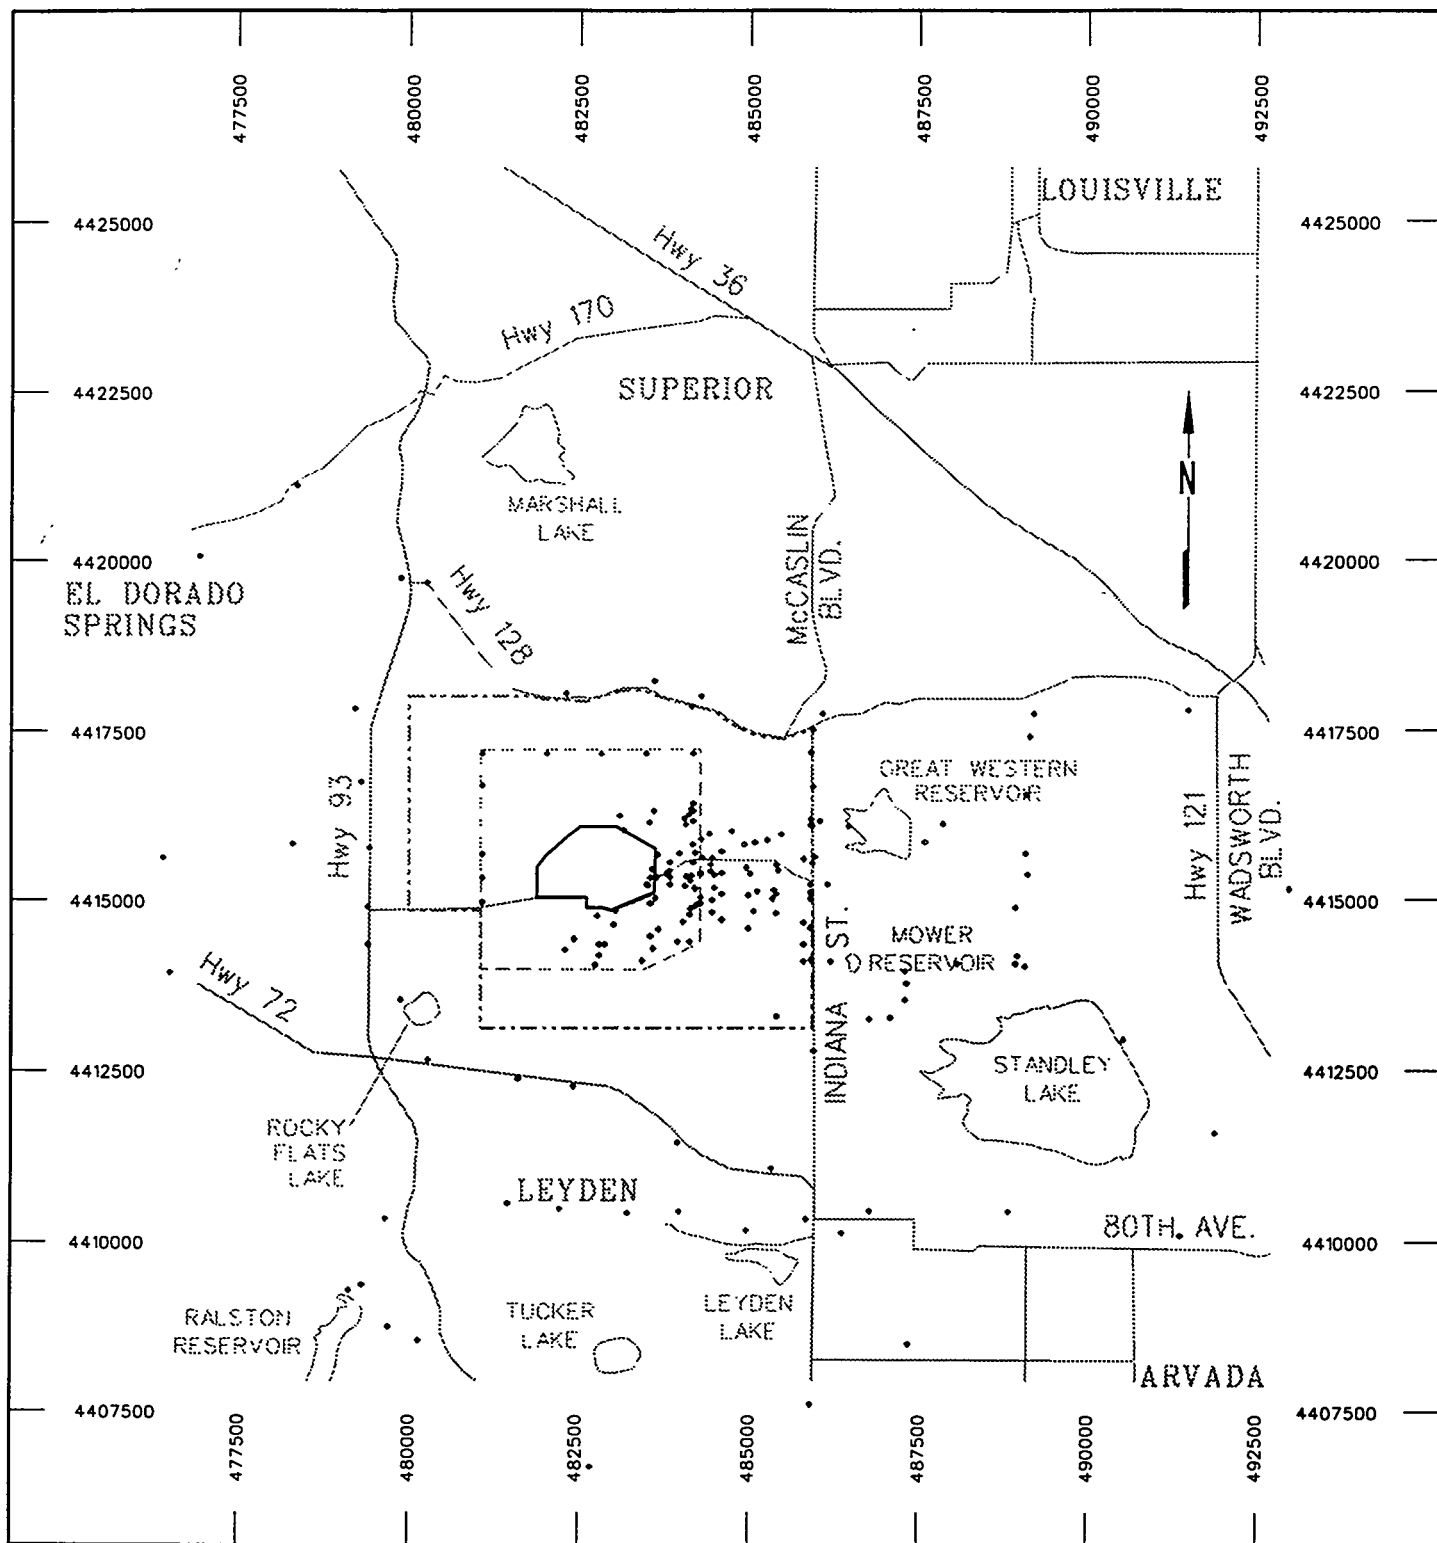 477500
480000
482500
485000
487500
490000
492500
LOUISVILLE
4425000
4425000
Hwy 36
Hwy 170
4422500
SUPERIOR
4422500
N
MARSHALL
LAKE
McCASLIN
BLVD.
4420000
4420000
EL DORADO
SPRINGS
Hwy 128
4417500
4417500
Hwy 93
GREAT WESTERN
RESERVOIR
Hwy 121
WADSWORTH
BLVD.
4415000
4415000
MOWER
RESERVOIR
INDIANA ST.
Hwy 72
4412500
STANDLEY
LAKE
4412500
ROCKY
FLATS
LAKE
LEYDEN
80TH. AVE.
4410000
4410000
RALSTON
RESERVOIR
TUCKER
LAKE
LEYDEN
LAKE
ARVADA
4407500
4407500
477500
480000
482500
485000
487500
490000
492500